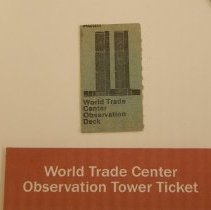 World Trade
Center
Observation
Deck
World Trade Center
Observation Tower Ticket